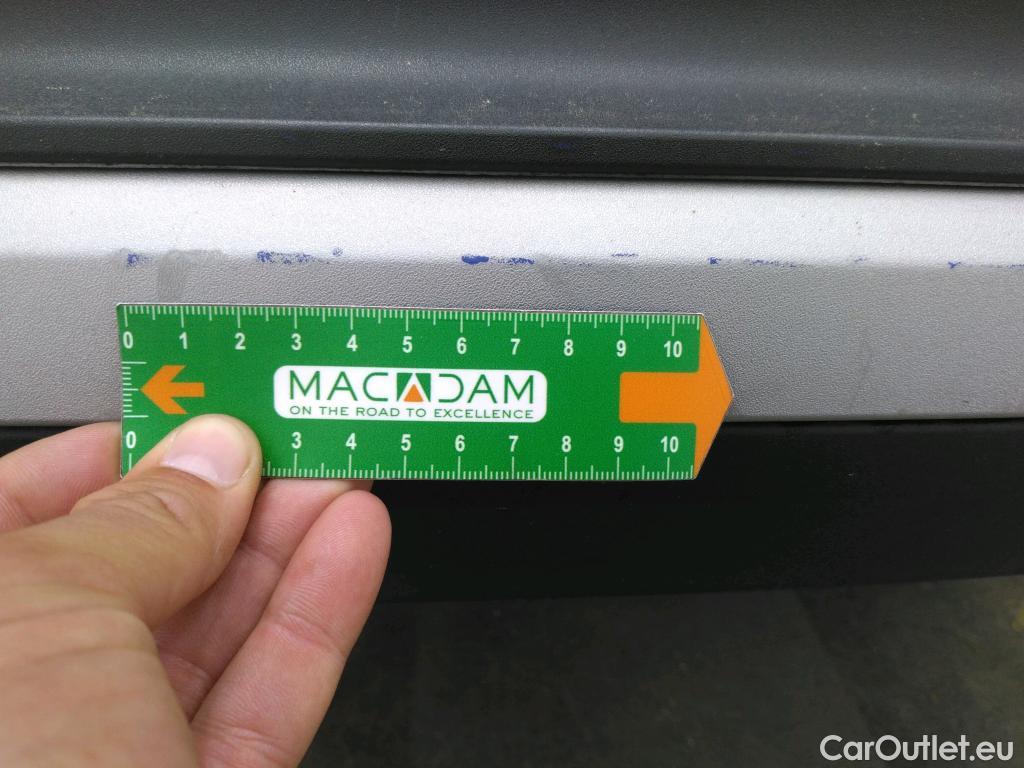 0 1 2 3 4 5 6 7 8 9 10
MACADAM
ON THE ROAD TO EXCELLENCE
0 3 4 5 6 7 8 9 10
CarOutlet.eu